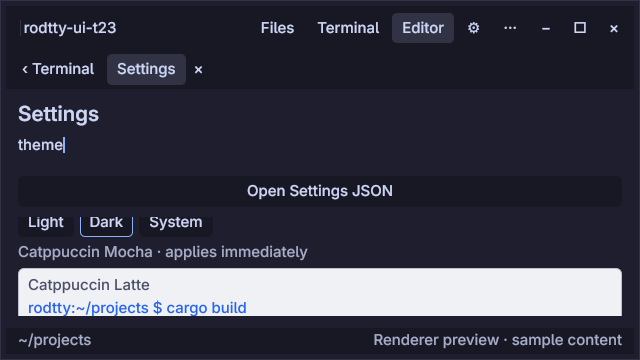 rodtty-ui-t23 Files Terminal Editor ⚙ ··· – □ ×
‹ Terminal Settings ×
Settings
theme
Open Settings JSON
Light Dark System
Catppuccin Mocha · applies immediately
Catppuccin Latte
rodtty:~/projects $ cargo build
~/projects Renderer preview · sample content